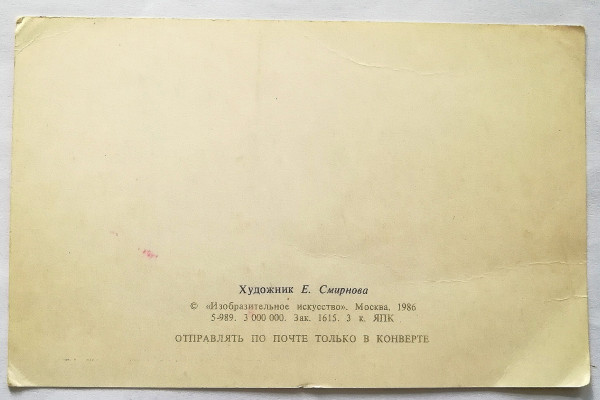 Художник Е. Смирнова
© «Изобразительное искусство». Москва, 1986
5-989. 3 000 000. Зак. 1615. 3 к. ЯПК
ОТПРАВЛЯТЬ ПО ПОЧТЕ ТОЛЬКО В КОНВЕРТЕ